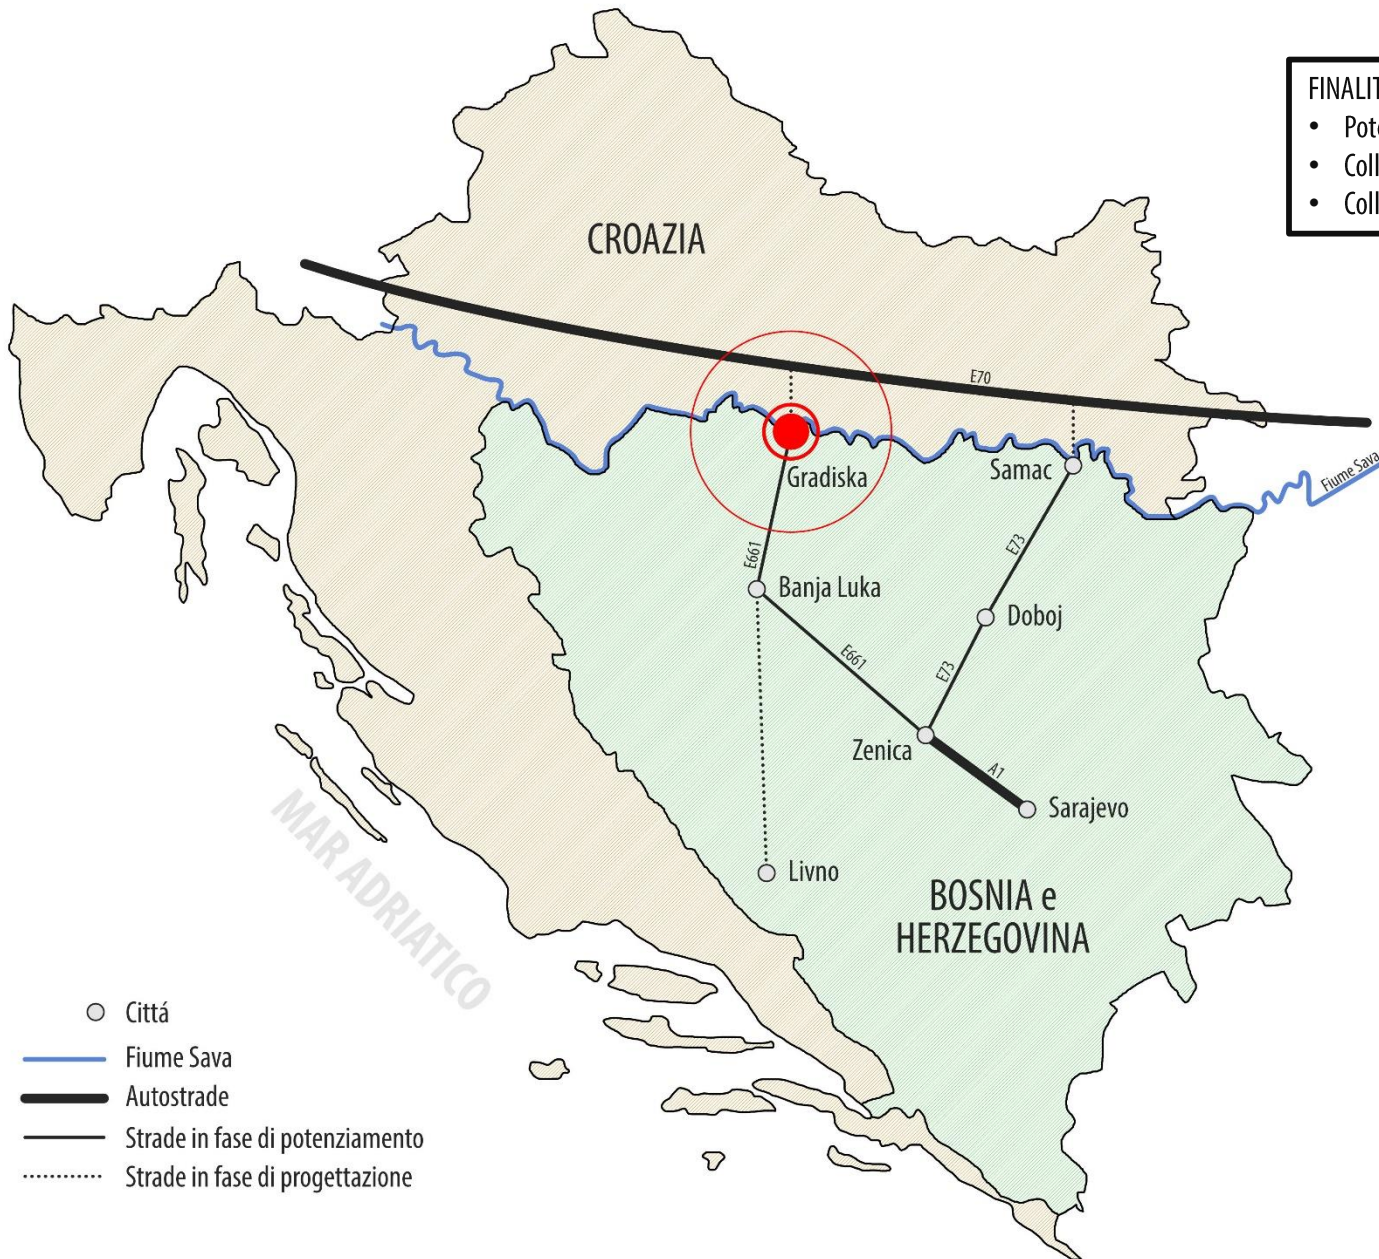 FINALIT
• Pot
• Coll
• Coll
CROAZIA
E70
Fiume Sava
Gradiska
Samac
E661
E73
Banja Luka
Doboj
E661
E73
Zenica
A1
Sarajevo
MAR ADRIATICO
Livno
BOSNIA e
HERZEGOVINA
Cittá
Fiume Sava
Autostrade
Strade in fase di potenziamento
Strade in fase di progettazione